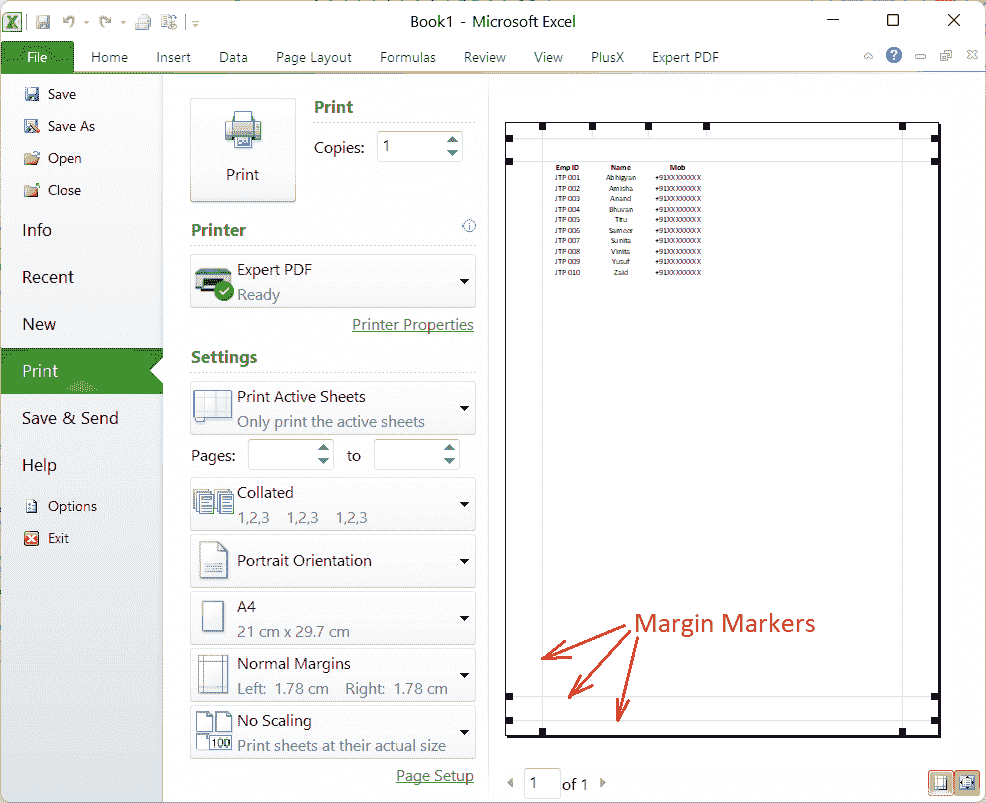 Book1 - Microsoft Excel
File Home Insert Data Page Layout Formulas Review View PlusX Expert PDF
Save
Save As
Open
Close
Info
Recent
New
Print
Save & Send
Help
Options
Exit
Print
Print
Copies: 1
Printer
Expert PDF
Ready
Printer Properties
Settings
Print Active Sheets
Only print the active sheets
Pages: to
Collated
1,2,3 1,2,3 1,2,3
Portrait Orientation
A4
21 cm x 29.7 cm
Normal Margins
Left: 1.78 cm Right: 1.78 cm
No Scaling
100
Print sheets at their actual size
Page Setup
Emp ID Name Mob
JTP 001 Abhigyan +91XXXXXXXX
JTP 002 Amisha +91XXXXXXXX
JTP 003 Anand +91XXXXXXXX
JTP 004 Bhuvan +91XXXXXXXX
JTP 005 Titu +91XXXXXXXX
JTP 006 Sameer +91XXXXXXXX
JTP 007 Sunita +91XXXXXXXX
JTP 008 Vinita +91XXXXXXXX
JTP 009 Yusuf +91XXXXXXXX
JTP 010 Zaid +91XXXXXXXX
Margin Markers
1 of 1